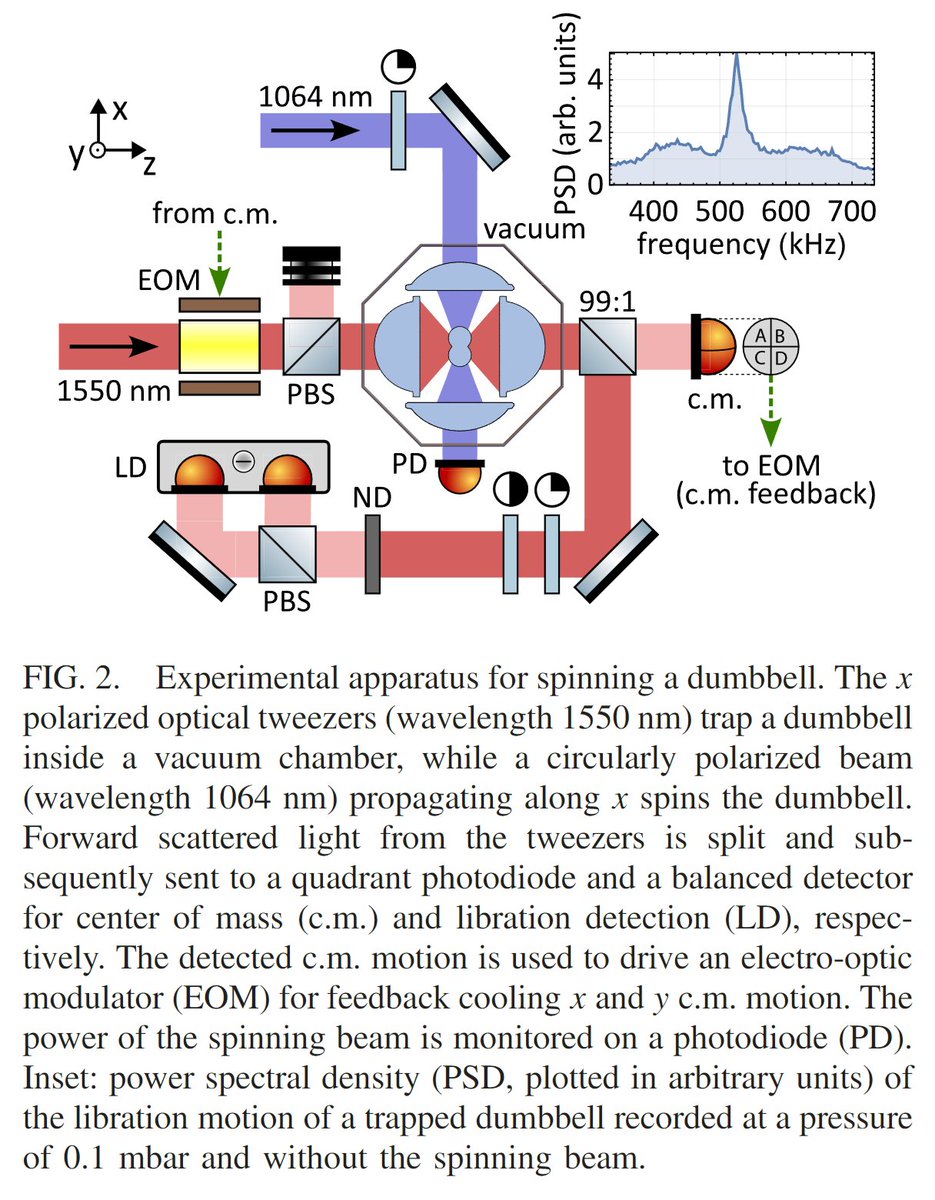 1064 nm
x
y
z
from c.m.
EOM
1550 nm
PBS
vacuum
PSD (arb. units)
4
2
0
400 500 600 700
frequency (kHz)
99:1
A B
C D
c.m.
to EOM
(c.m. feedback)
LD
PD
ND
PBS
FIG. 2. Experimental apparatus for spinning a dumbbell. The x
polarized optical tweezers (wavelength 1550 nm) trap a dumbbell
inside a vacuum chamber, while a circularly polarized beam
(wavelength 1064 nm) propagating along x spins the dumbbell.
Forward scattered light from the tweezers is split and sub-
sequently sent to a quadrant photodiode and a balanced detector
for center of mass (c.m.) and libration detection (LD), respec-
tively. The detected c.m. motion is used to drive an electro-optic
modulator (EOM) for feedback cooling x and y c.m. motion. The
power of the spinning beam is monitored on a photodiode (PD).
Inset: power spectral density (PSD, plotted in arbitrary units) of
the libration motion of a trapped dumbbell recorded at a pressure
of 0.1 mbar and without the spinning beam.